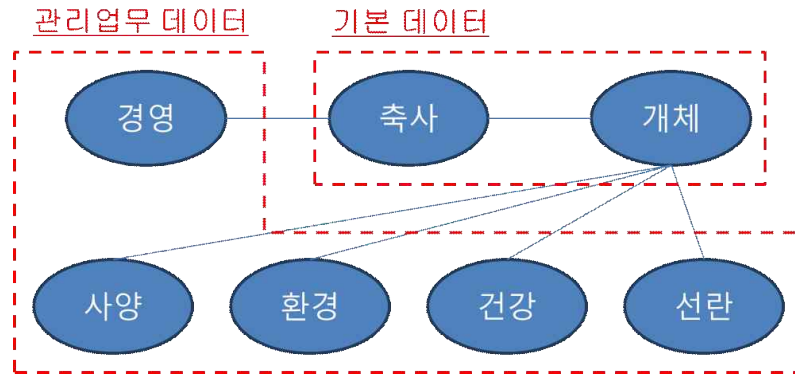 관리업무 데이터
기본 데이터
경영
축사
개체
사양
환경
건강
선란